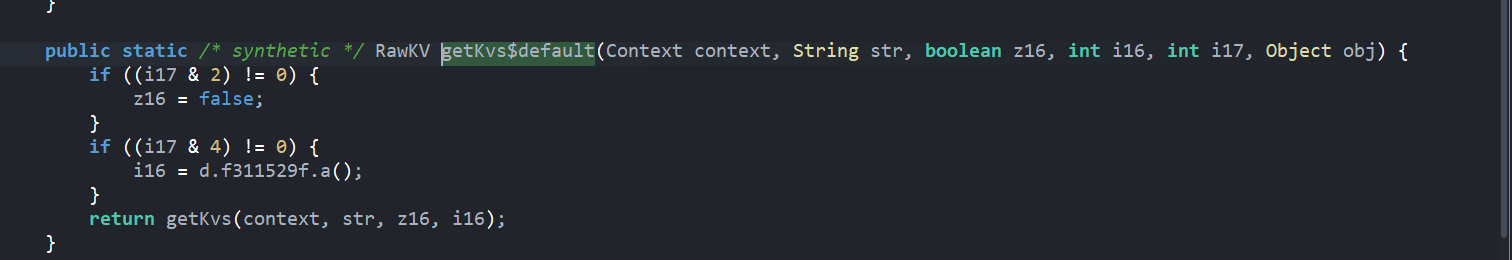 }
public static /* synthetic */ RawKV getKvs$default(Context context, String str, boolean z16, int i16, int i17, Object obj) {
    if ((i17 & 2) != 0) {
        z16 = false;
    }
    if ((i17 & 4) != 0) {
        i16 = d.f311529f.a();
    }
    return getKvs(context, str, z16, i16);
}